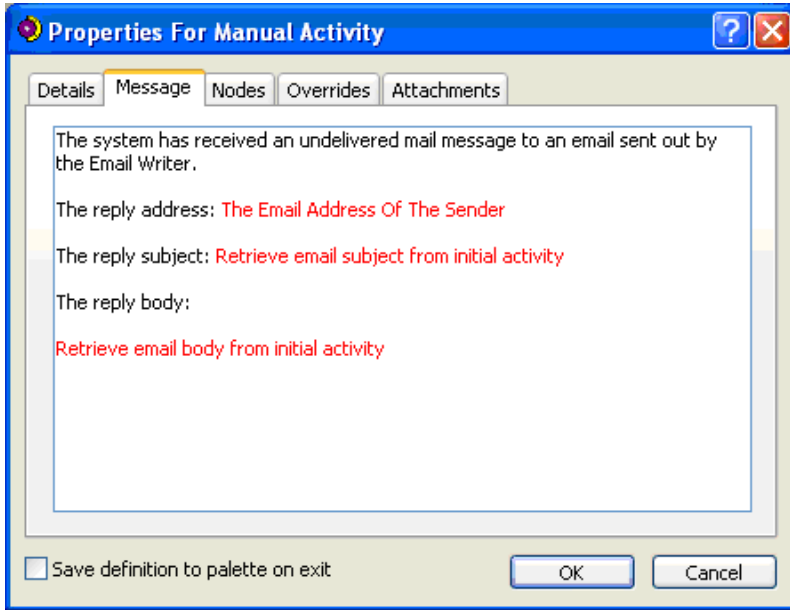 Properties For Manual Activity
Details Message Nodes Overrides Attachments
The system has received an undelivered mail message to an email sent out by
the Email Writer.
The reply address: The Email Address Of The Sender
The reply subject: Retrieve email subject from initial activity
The reply body:
Retrieve email body from initial activity
Save definition to palette on exit
OK Cancel